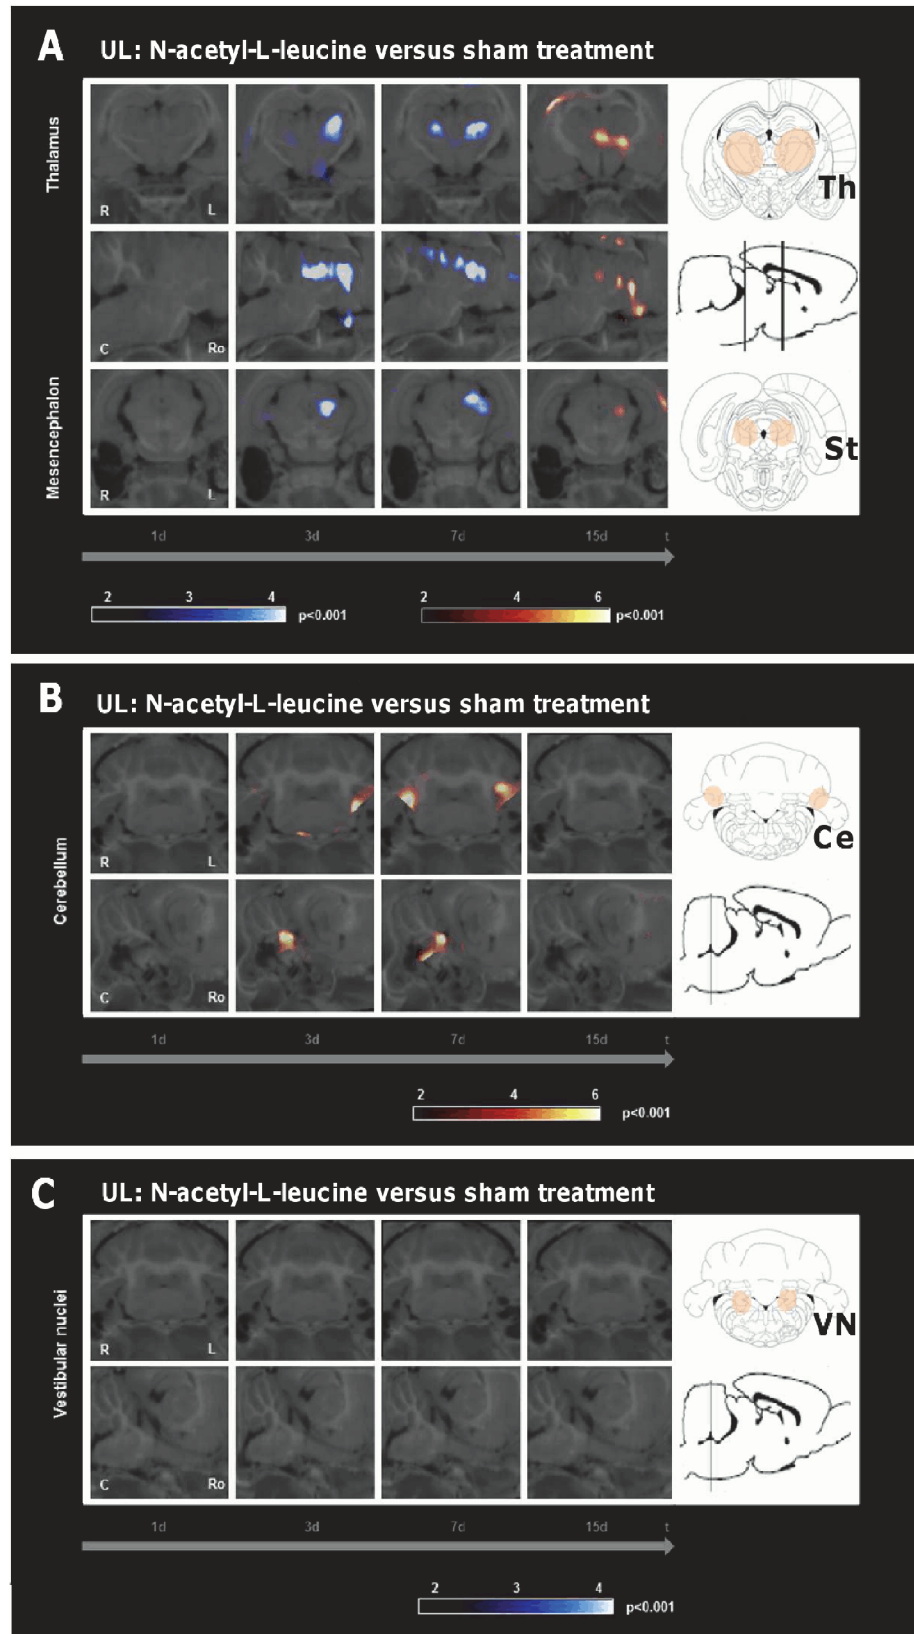 A UL: N-acetyl-L-leucine versus sham treatment
Thalamus
R L
Th
C Ro
Mesencephalon
R L
St
1d 3d 7d 15d t
2 3 4 p<0.001
2 4 6 p<0.001
B UL: N-acetyl-L-leucine versus sham treatment
Cerebellum
R L
Ce
C Ro
1d 3d 7d 15d t
2 4 6 p<0.001
C UL: N-acetyl-L-leucine versus sham treatment
Vestibular nuclei
R L
VN
C Ro
1d 3d 7d 15d t
2 3 4 p<0.001